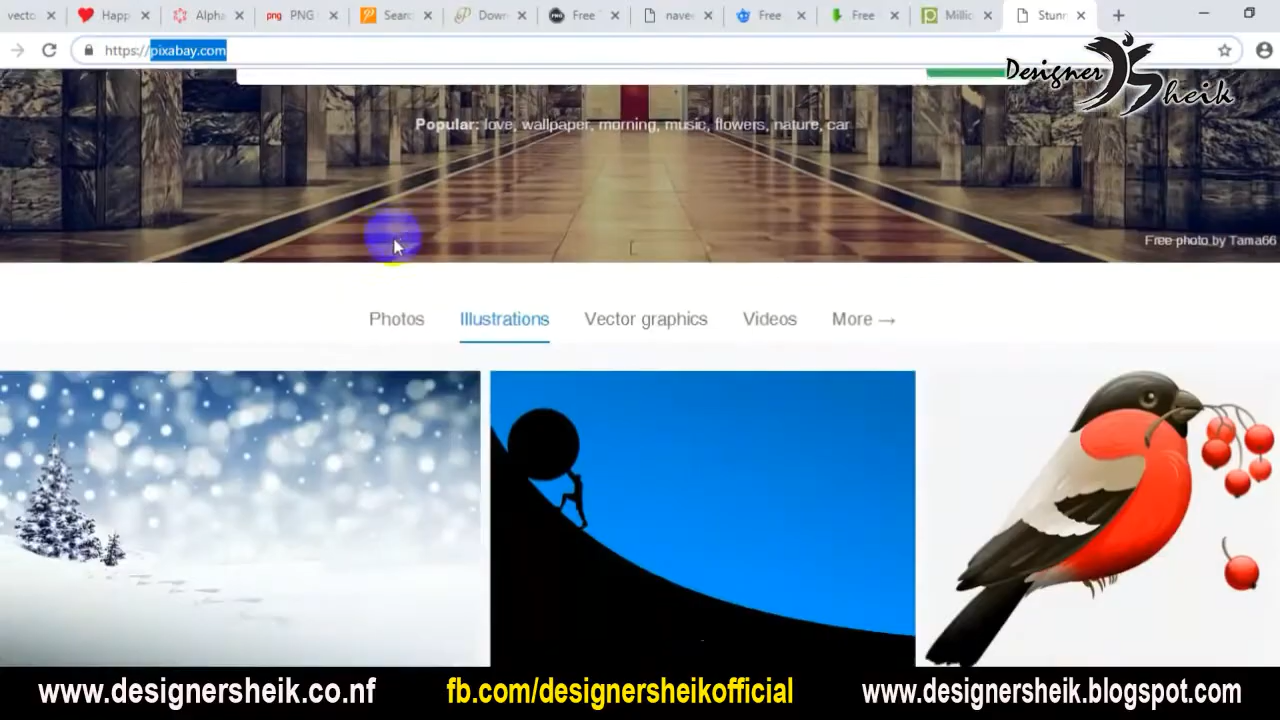 vecto Happ Alpha PNG Searc Down Free nave Free Free Millio Stunn
https://pixabay.com
Designer Sheik
Popular: love, wallpaper, morning, music, flowers, nature, car
Free photo by Tama66
Photos Illustrations Vector graphics Videos More →
www.designersheik.co.nf fb.com/designersheikofficial www.designersheik.blogspot.com